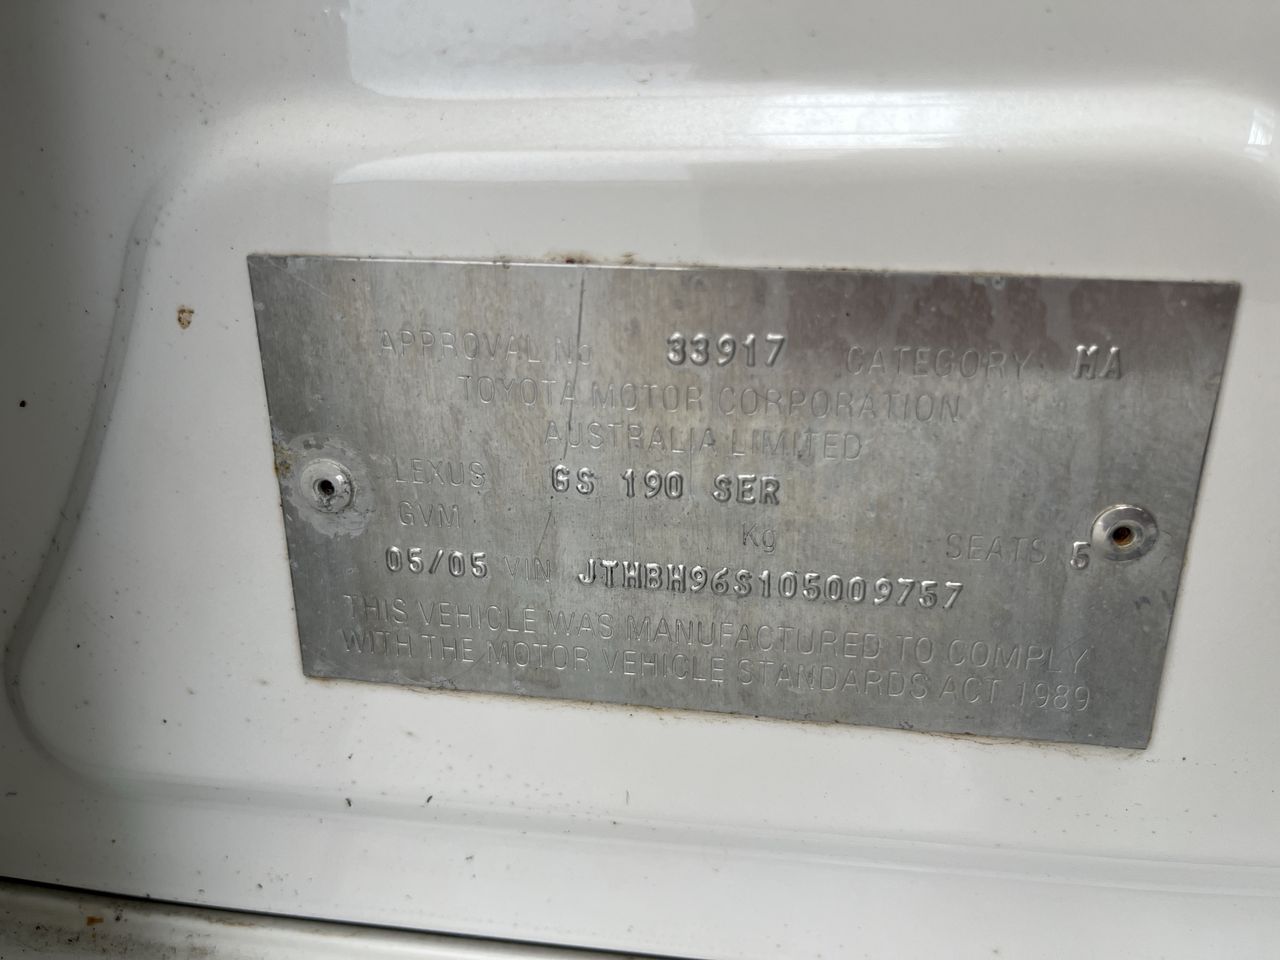 APPROVAL No 33917 CATEGORY MA
TOYOTA MOTOR CORPORATION
AUSTRALIA LIMITED
LEXUS GS 190 SER
GVM Kg SEATS 5
05/05 VIN JTHBH96S105009757
THIS VEHICLE WAS MANUFACTURED TO COMPLY
WITH THE MOTOR VEHICLE STANDARDS ACT 1989